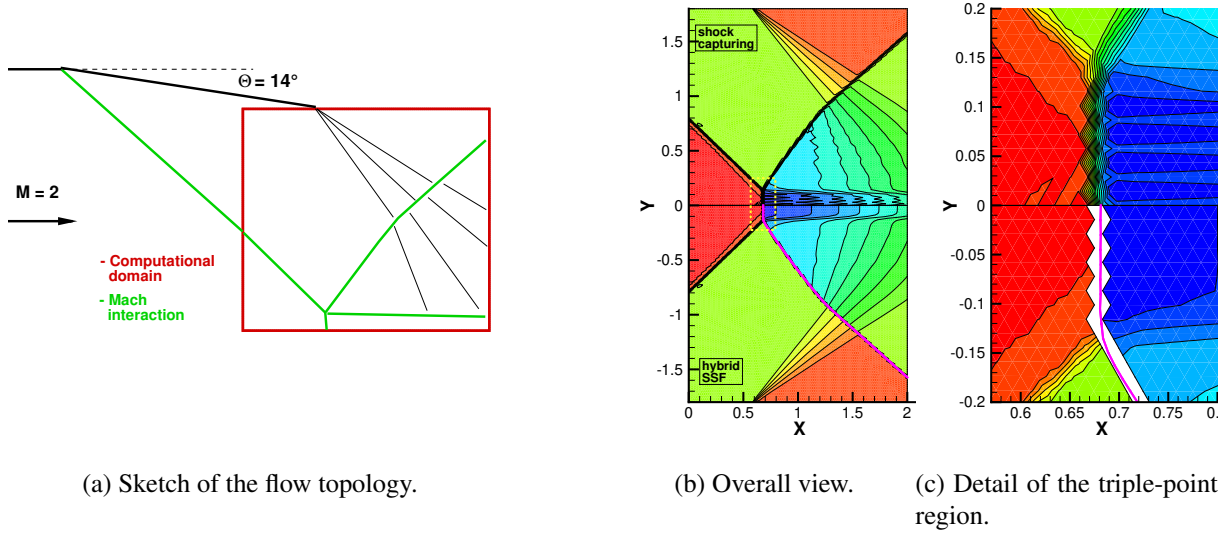 Θ = 14°
M = 2
- Computational
domain
- Mach
interaction
shock
capturing
hybrid
SSF
Y
1.5
1
0.5
0
-0.5
-1
-1.5
0
0.5
1
1.5
2
X
Y
0.2
0.15
0.1
0.05
0
-0.05
-0.1
-0.15
-0.2
0.6
0.65
0.7
0.75
X
(a) Sketch of the flow topology.
(b) Overall view.
(c) Detail of the triple-point
region.